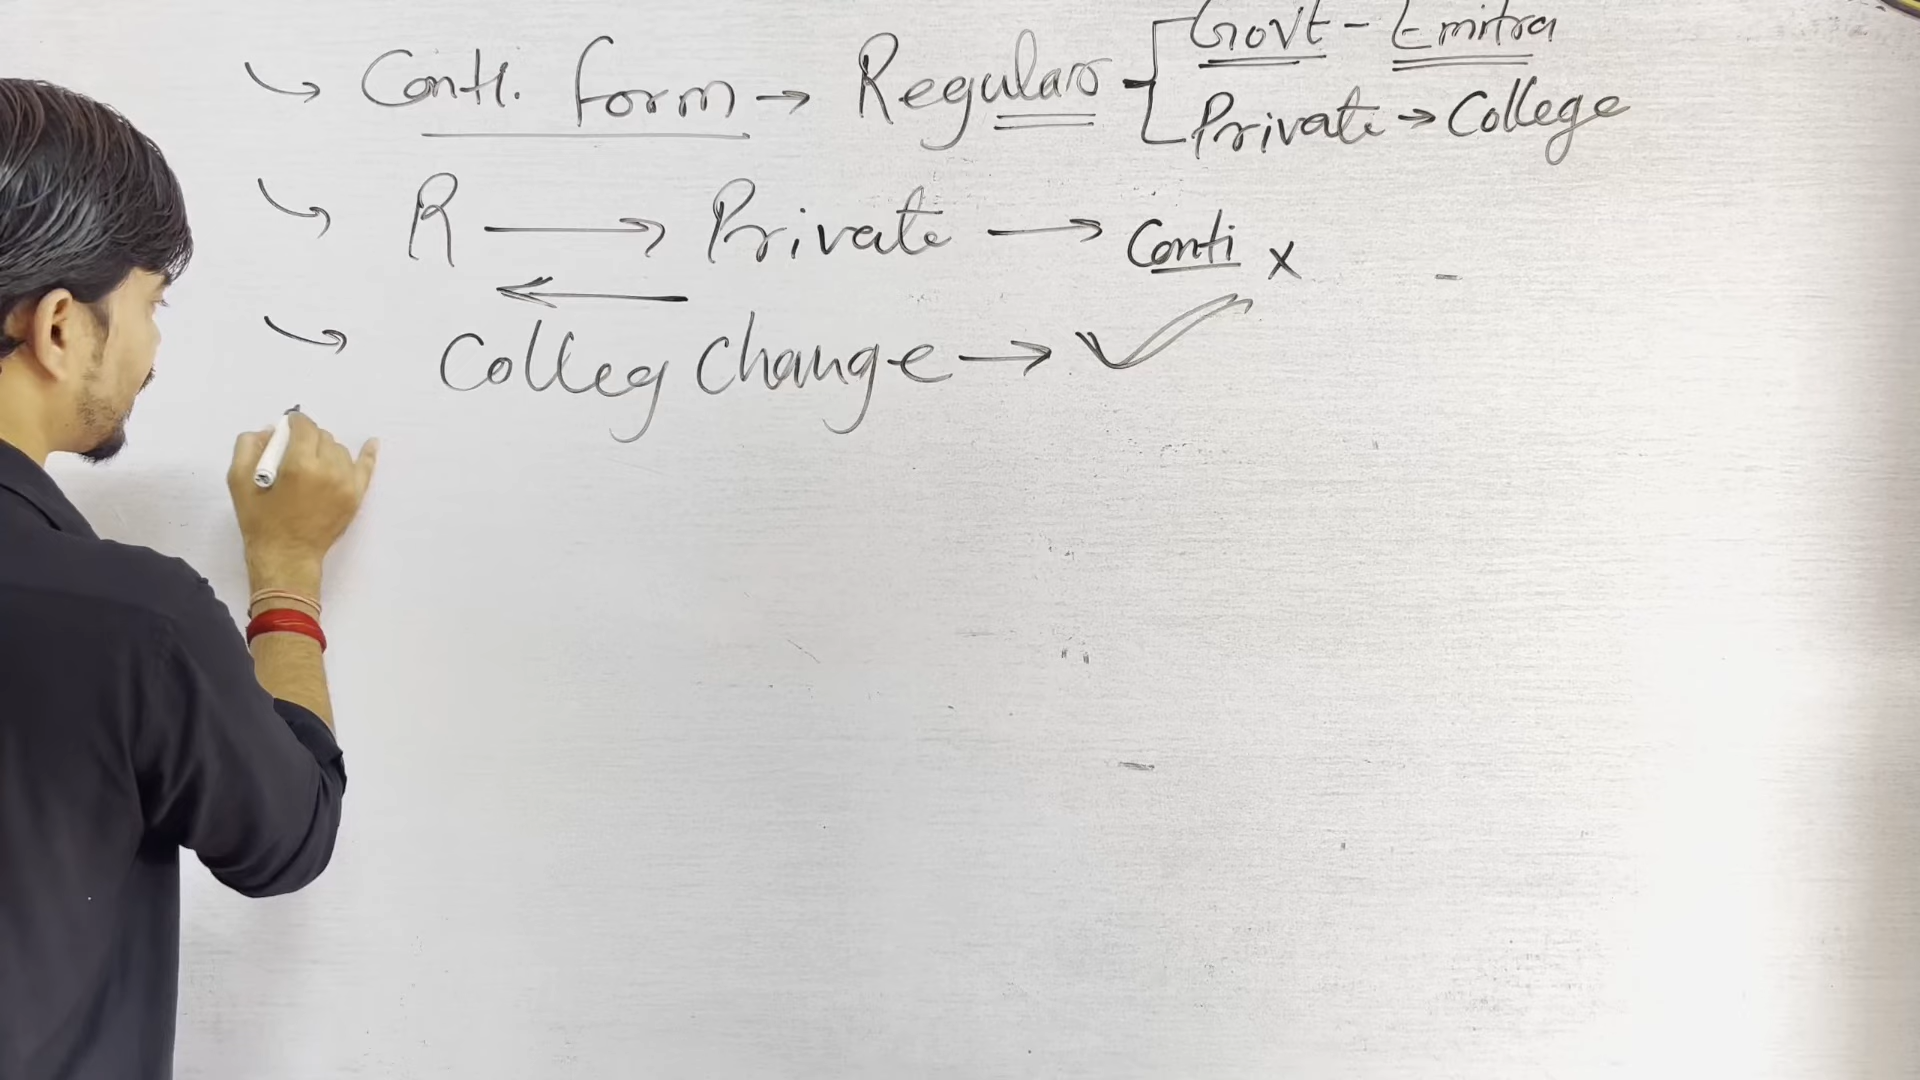 Govt - Emitra
Conti. form → Regular
Private → College
R → Private → Conti x
←
Colleg Change → ✓